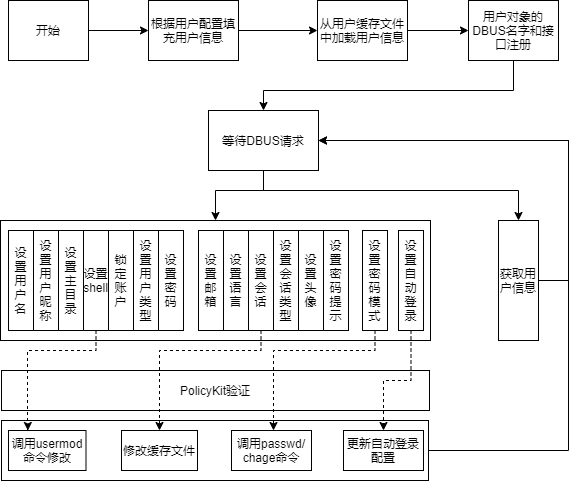 开始
根据用户配置填
充用户信息
从用户缓存文件
中加载用户信息
用户对象的
DBUS名字和接
口注册
等待DBUS请求
设置用户名
设置用户昵称
设置主目录
设置
shell
锁定账户
设置用户类型
设置密码
设置邮箱
设置语言
设置会话
设置会话类型
设置头像
设置密码提示
设置密码模式
设置自动登录
获取用
户信息
PolicyKit验证
调用usermod
命令修改
修改缓存文件
调用passwd/
chage命令
更新自动登录
配置